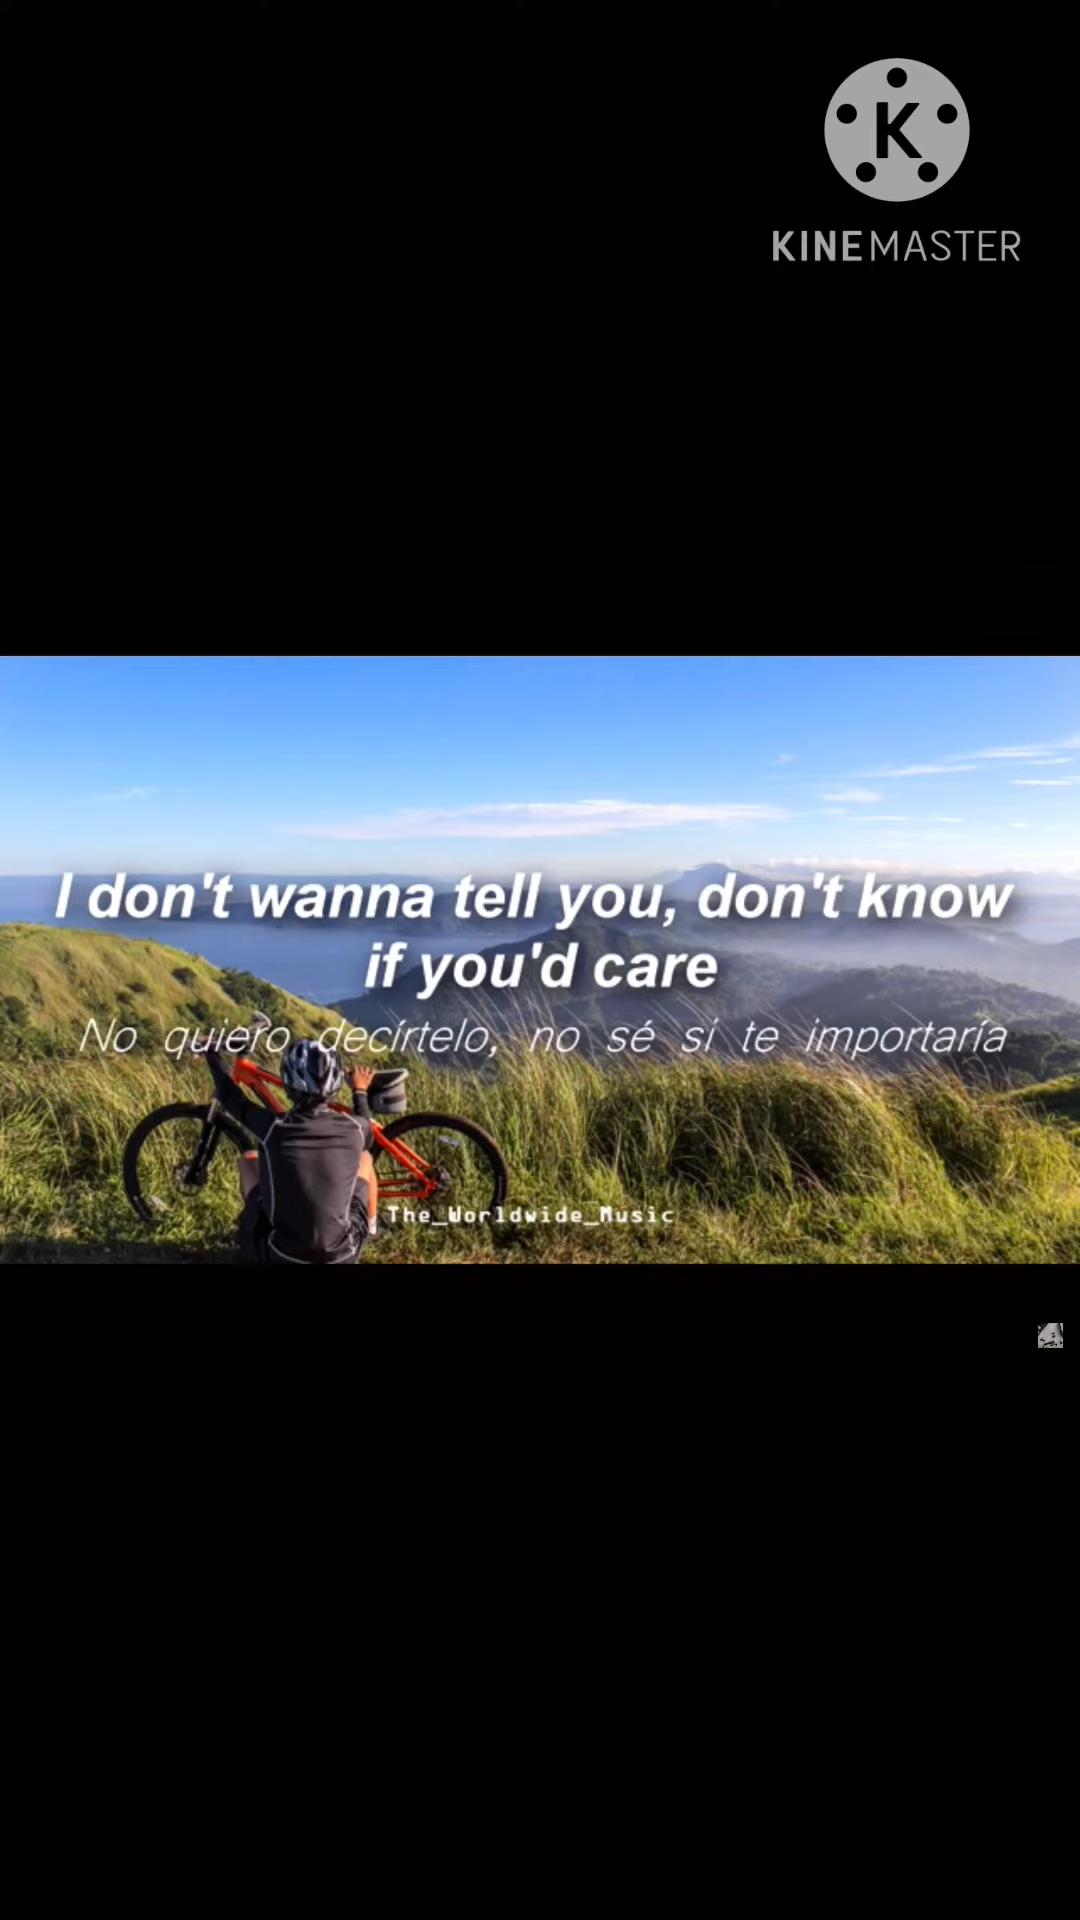 K
KINEMASTER
I don't wanna tell you, don't know
if you'd care
No quiero decírtelo, no sé si te importaría
The_Worldwide_Music